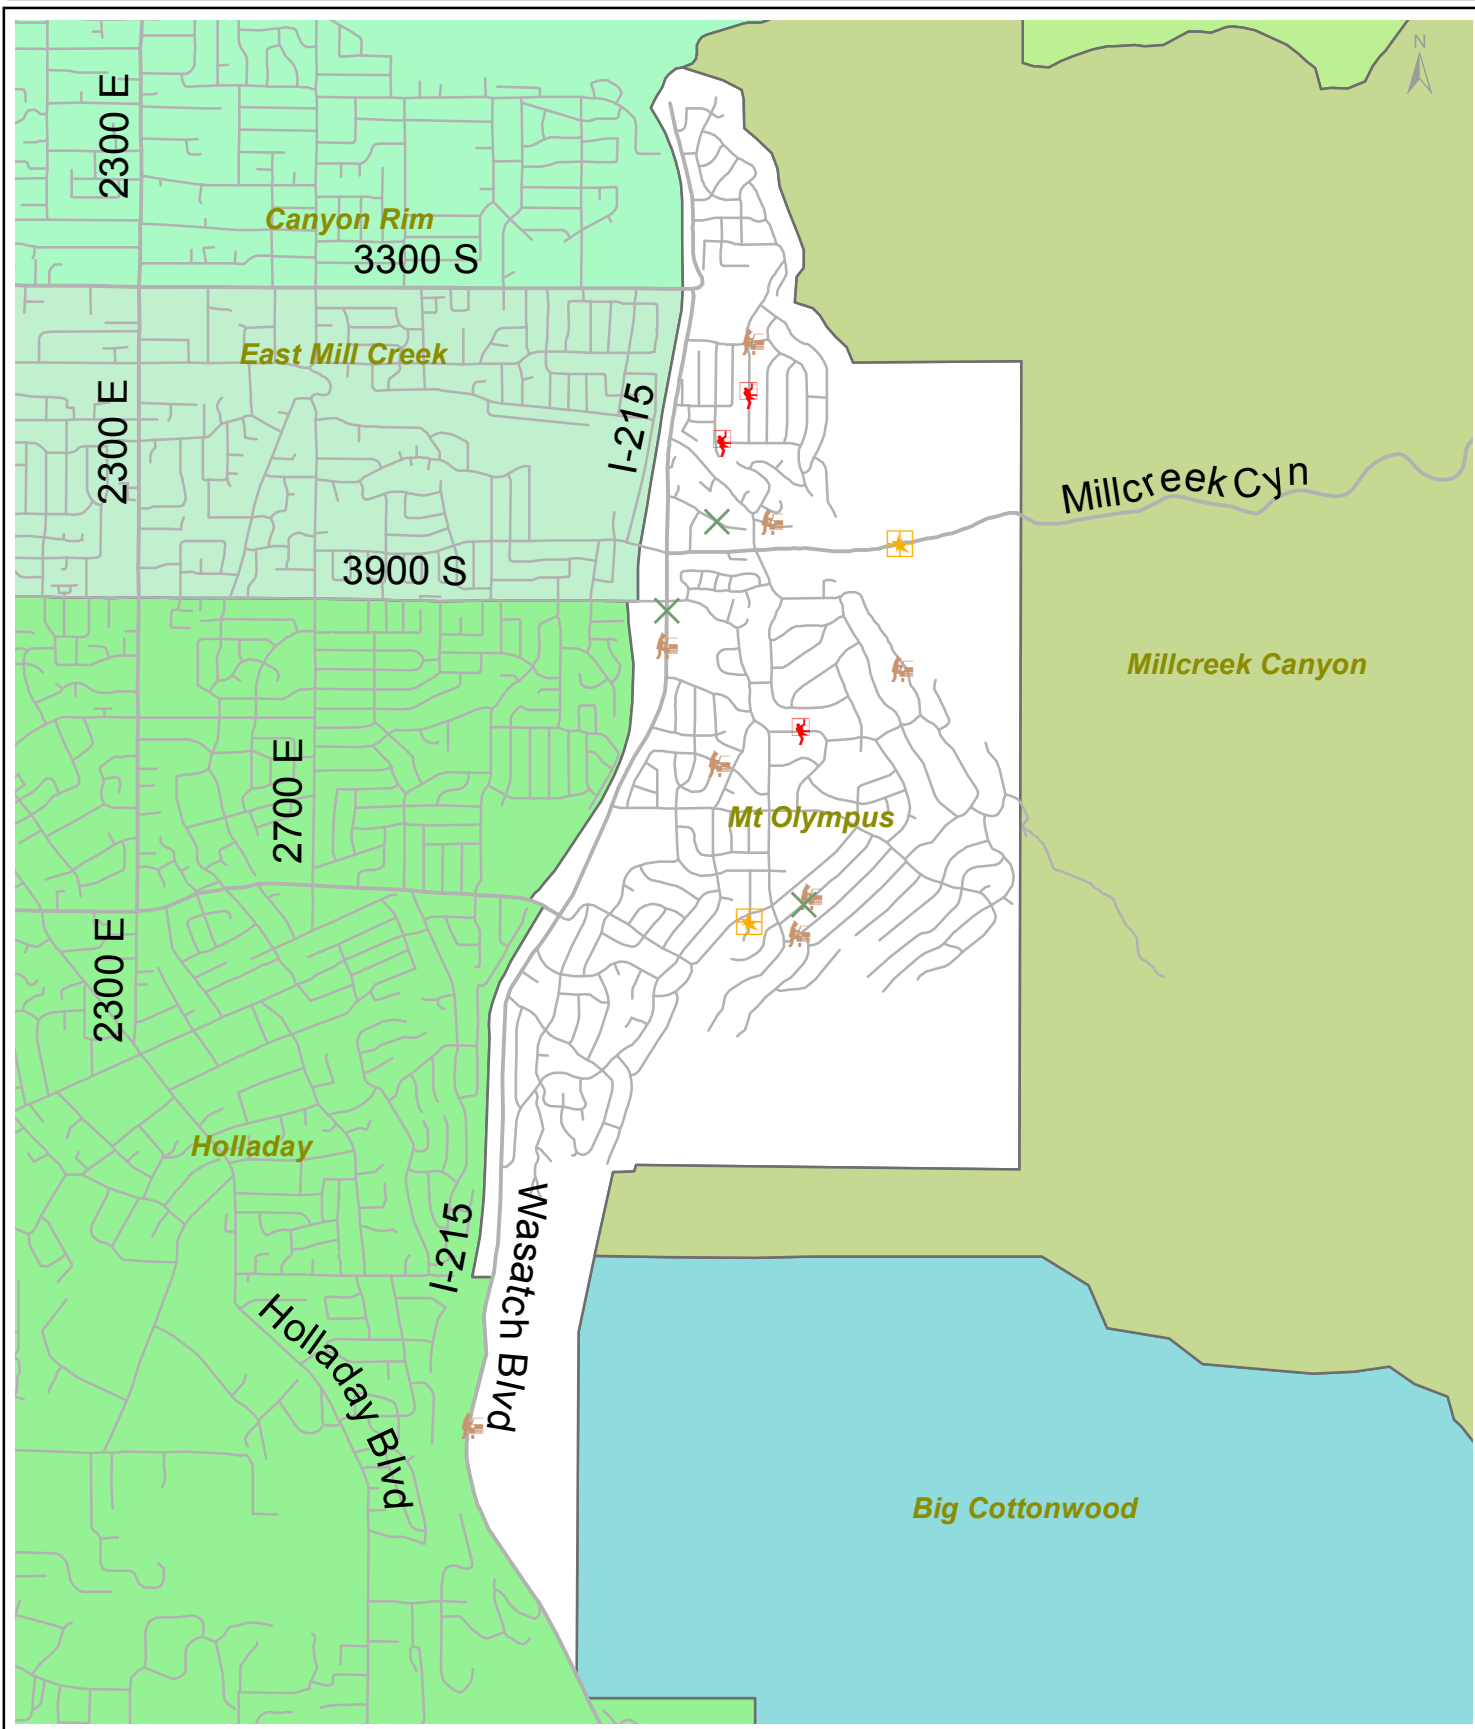 N
2300 E
Canyon Rim
3300 S
East Mill Creek
2300 E
I-215
Millcreek Cyn
3900 S
Millcreek Canyon
2700 E
Mt Olympus
2300 E
Holladay
I-215
Wasatch Blvd
Holladay Blvd
Big Cottonwood